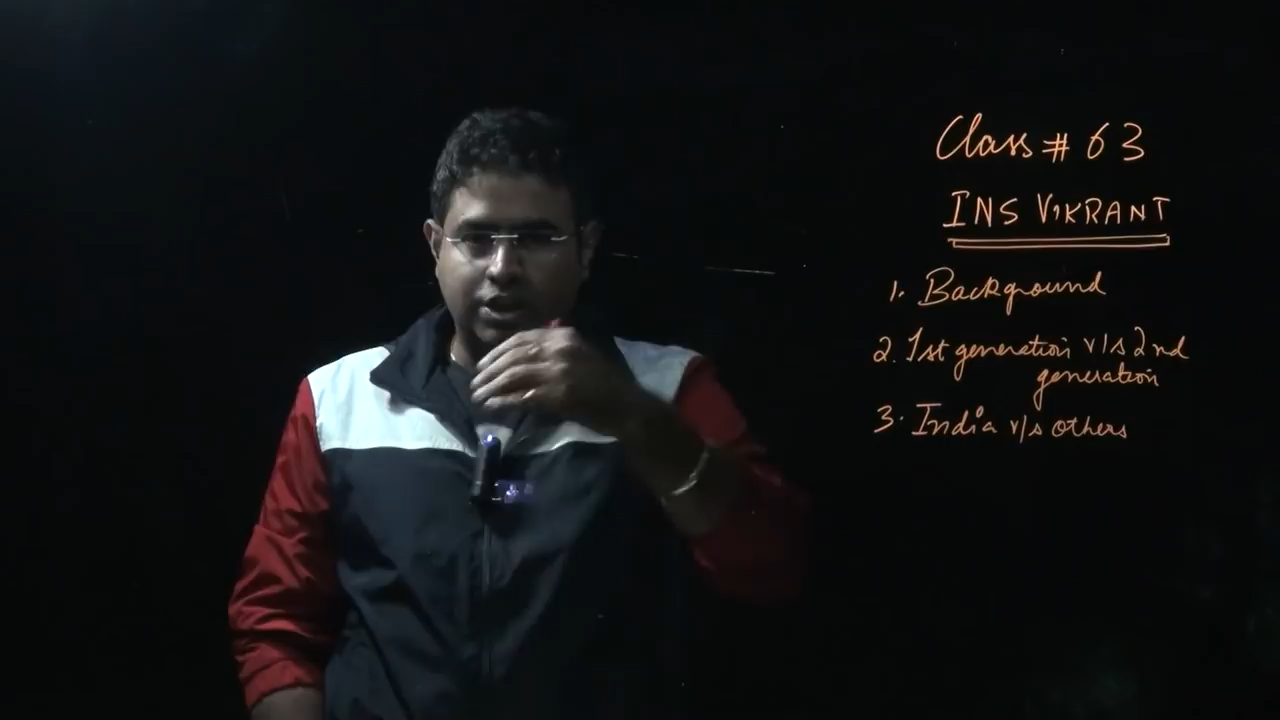 Class # 63
INS VIKRANT
1. Background
2. 1st generation v/s 2nd
generation
3. India v/s others